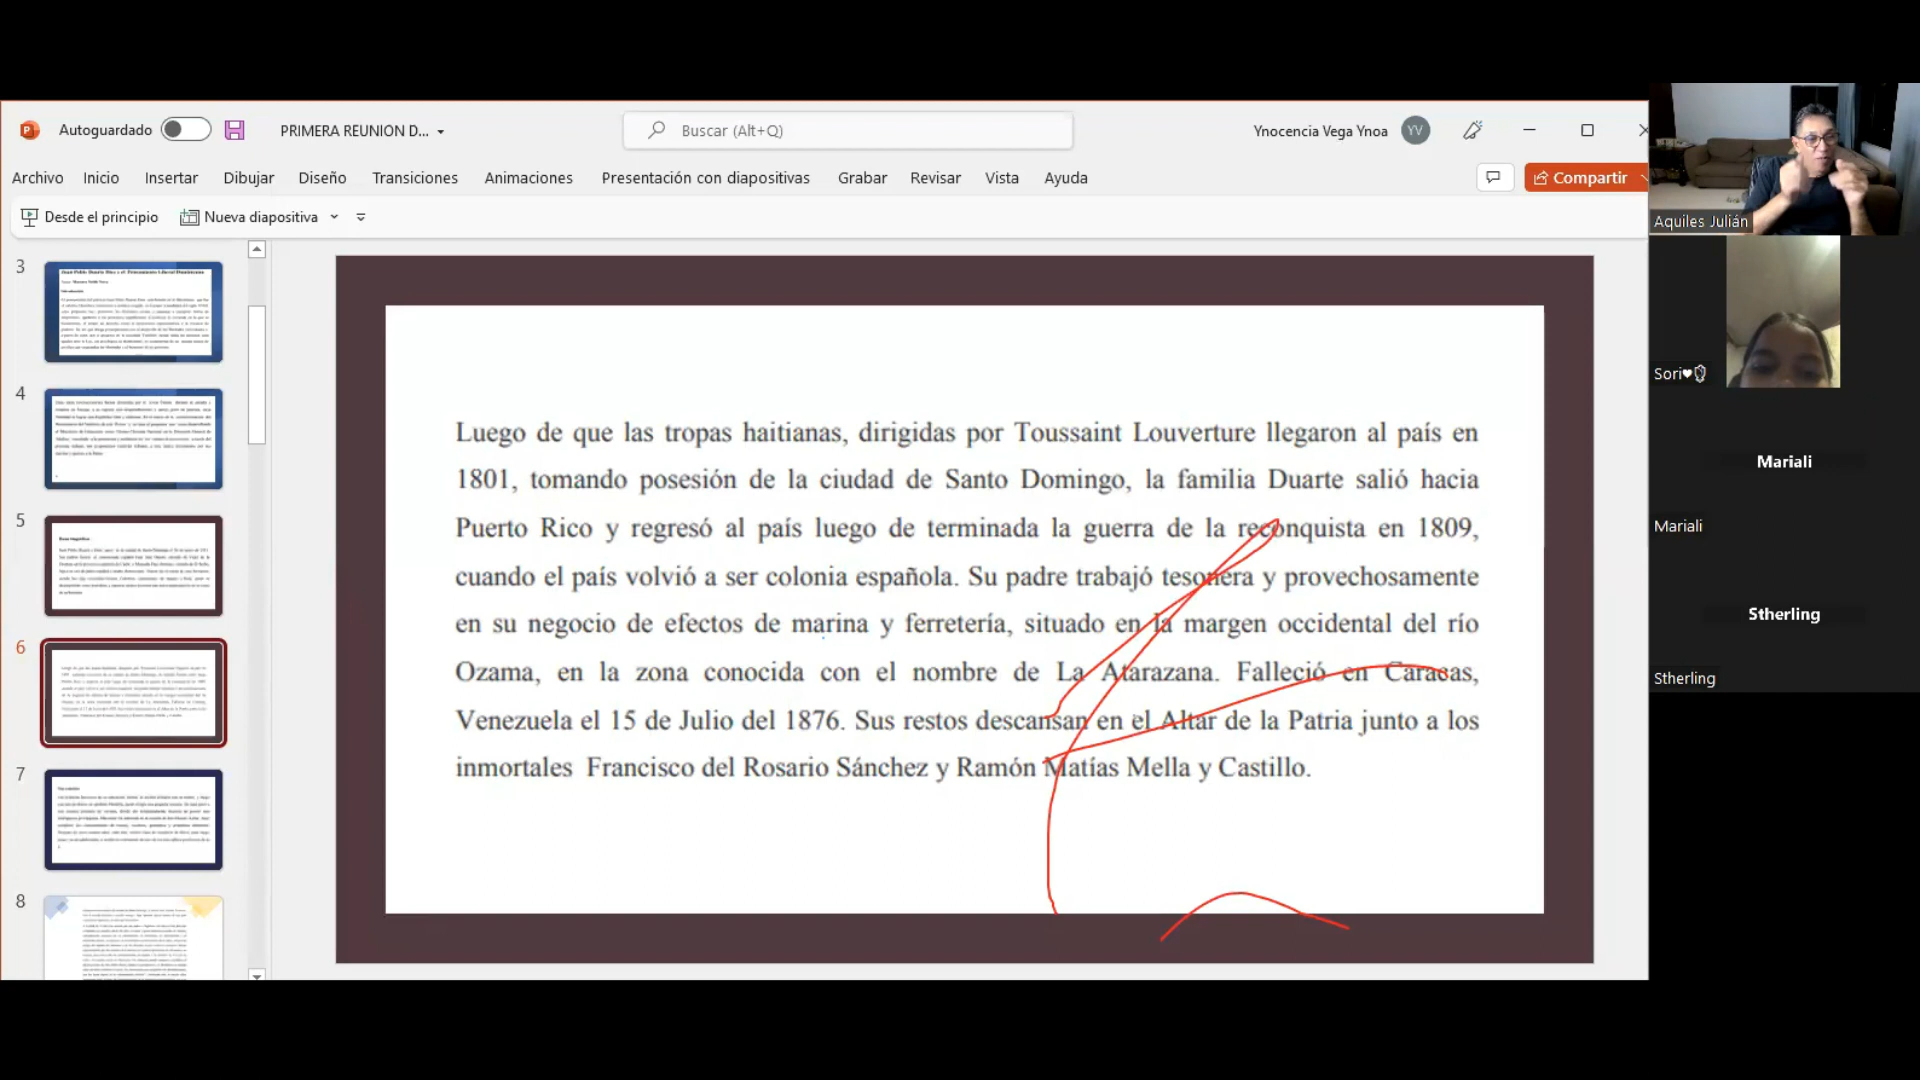 Autoguardado
PRIMERA REUNION D...
Buscar (Alt+Q)
Ynocencia Vega Ynoa
YV
Archivo Inicio Insertar Dibujar Diseño Transiciones Animaciones Presentación con diapositivas Grabar Revisar Vista Ayuda
Compartir
Desde el principio
Nueva diapositiva
3
4
5
6
7
8
Luego de que las tropas haitianas, dirigidas por Toussaint Louverture llegaron al país en
1801, tomando posesión de la ciudad de Santo Domingo, la familia Duarte salió hacia
Puerto Rico y regresó al país luego de terminada la guerra de la reconquista en 1809,
cuando el país volvió a ser colonia española. Su padre trabajó tesonera y provechosamente
en su negocio de efectos de marina y ferretería, situado en la margen occidental del río
Ozama, en la zona conocida con el nombre de La Atarazana. Falleció en Caracas,
Venezuela el 15 de Julio del 1876. Sus restos descansan en el Altar de la Patria junto a los
inmortales Francisco del Rosario Sánchez y Ramón Matías Mella y Castillo.
Aquiles Julián
Sori
Mariali
Mariali
Stherling
Stherling